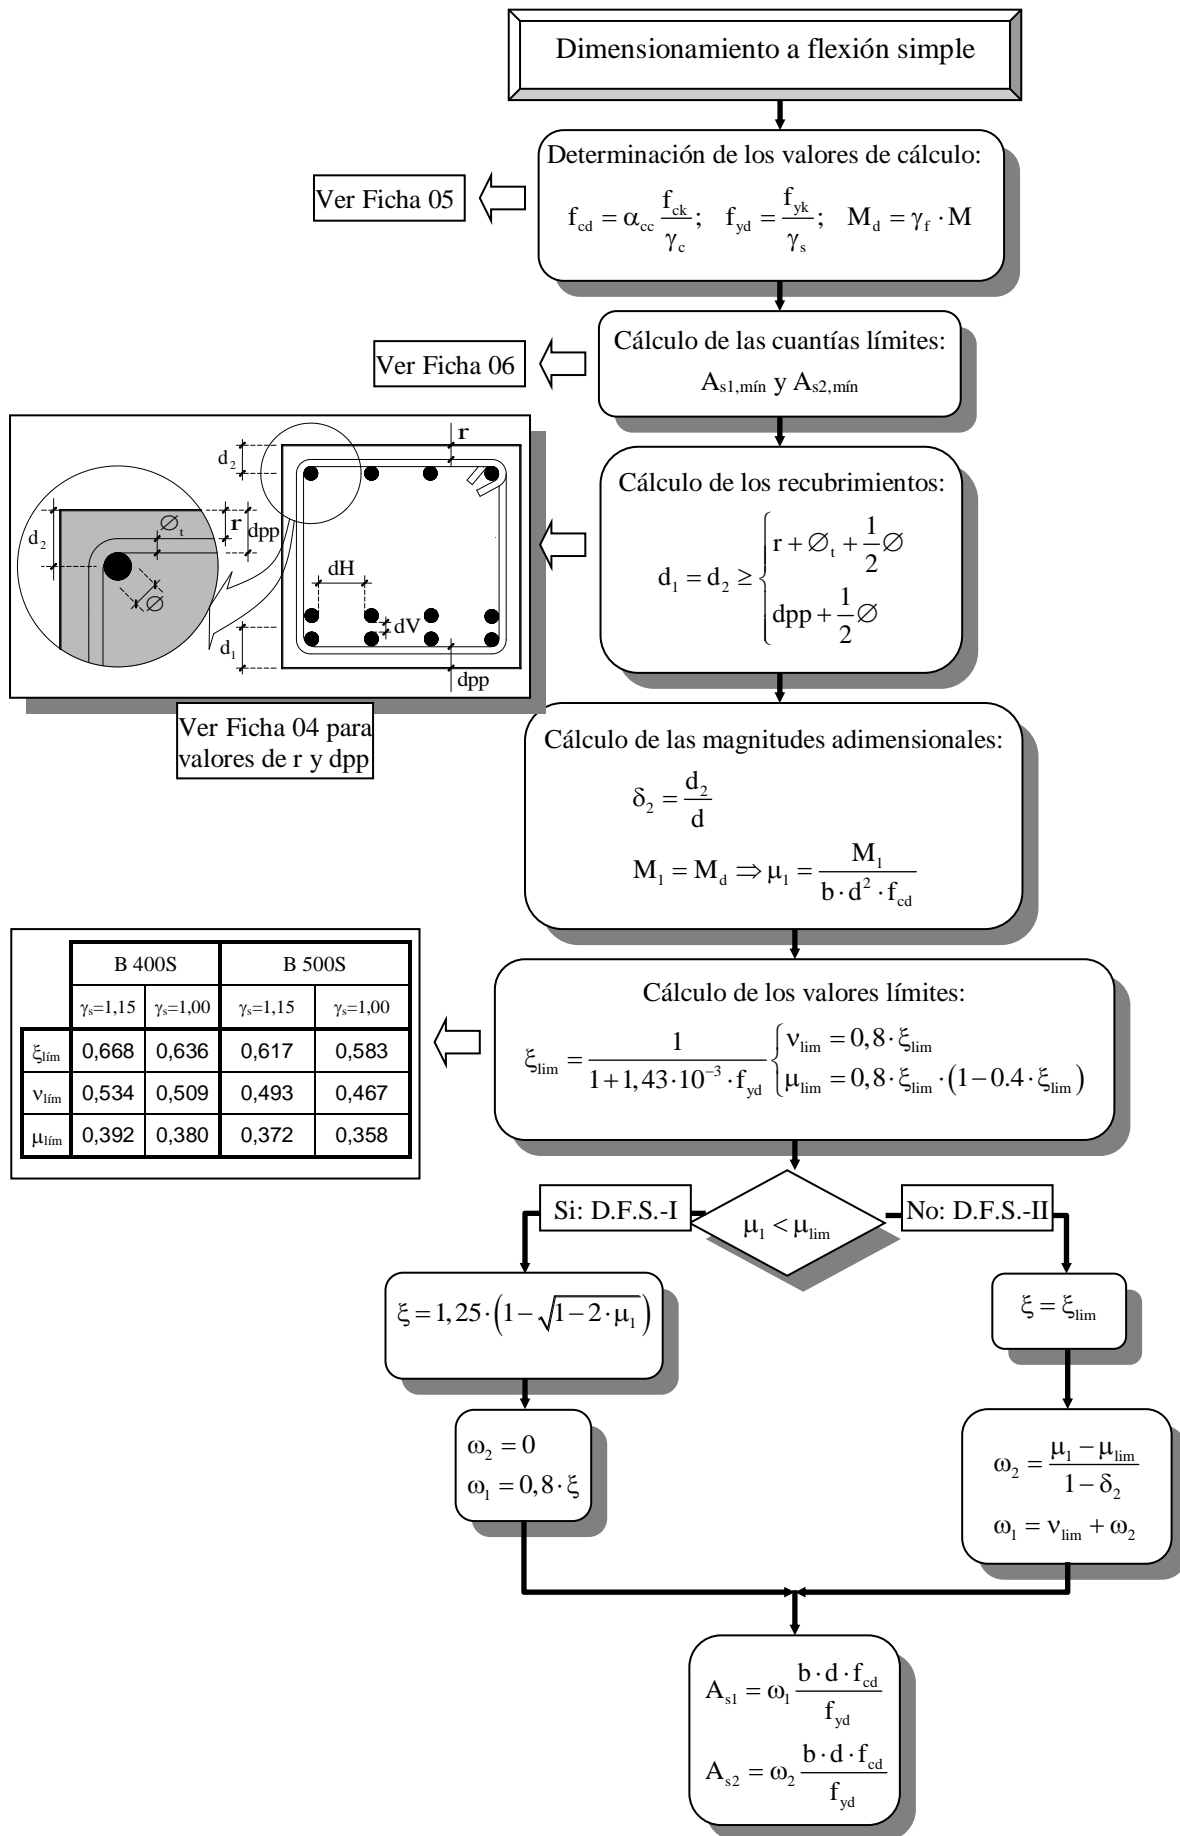 Dimensionamiento a flexión simple
Determinación de los valores de cálculo:
f_cd = α_cc f_ck/γ_c; f_yd = f_yk/γ_s; M_d = γ_f · M
Ver Ficha 05
Cálculo de las cuantías límites:
A_s1,mín y A_s2,mín
Ver Ficha 06
Cálculo de los recubrimientos:
d_1 = d_2 ≥ { r + ∅_t + 1/2 ∅
dpp + 1/2 ∅
d_2
r
d_2
∅_t
r
dpp
∅
dH
dV
d_1
dpp
Ver Ficha 04 para
valores de r y dpp
Cálculo de las magnitudes adimensionales:
δ_2 = d_2/d
M_1 = M_d ⇒ μ_1 = M_1/(b · d² · f_cd)
Cálculo de los valores límites:
ξ_lim = 1/(1+1,43·10⁻³ · f_yd) { ν_lim = 0,8 · ξ_lim
μ_lim = 0,8 · ξ_lim · (1−0.4 · ξ_lim)
B 400S B 500S
γ_s=1,15 γ_s=1,00 γ_s=1,15 γ_s=1,00
ξ_lím 0,668 0,636 0,617 0,583
ν_lím 0,534 0,509 0,493 0,467
μ_lím 0,392 0,380 0,372 0,358
Si: D.F.S.-I
μ_1 < μ_lim
No: D.F.S.-II
ξ = 1,25 · (1−√(1−2 · μ_1))
ξ = ξ_lim
ω_2 = 0
ω_1 = 0,8 · ξ
ω_2 = (μ_1 − μ_lim)/(1 − δ_2)
ω_1 = ν_lim + ω_2
A_s1 = ω_1 (b · d · f_cd)/f_yd
A_s2 = ω_2 (b · d · f_cd)/f_yd